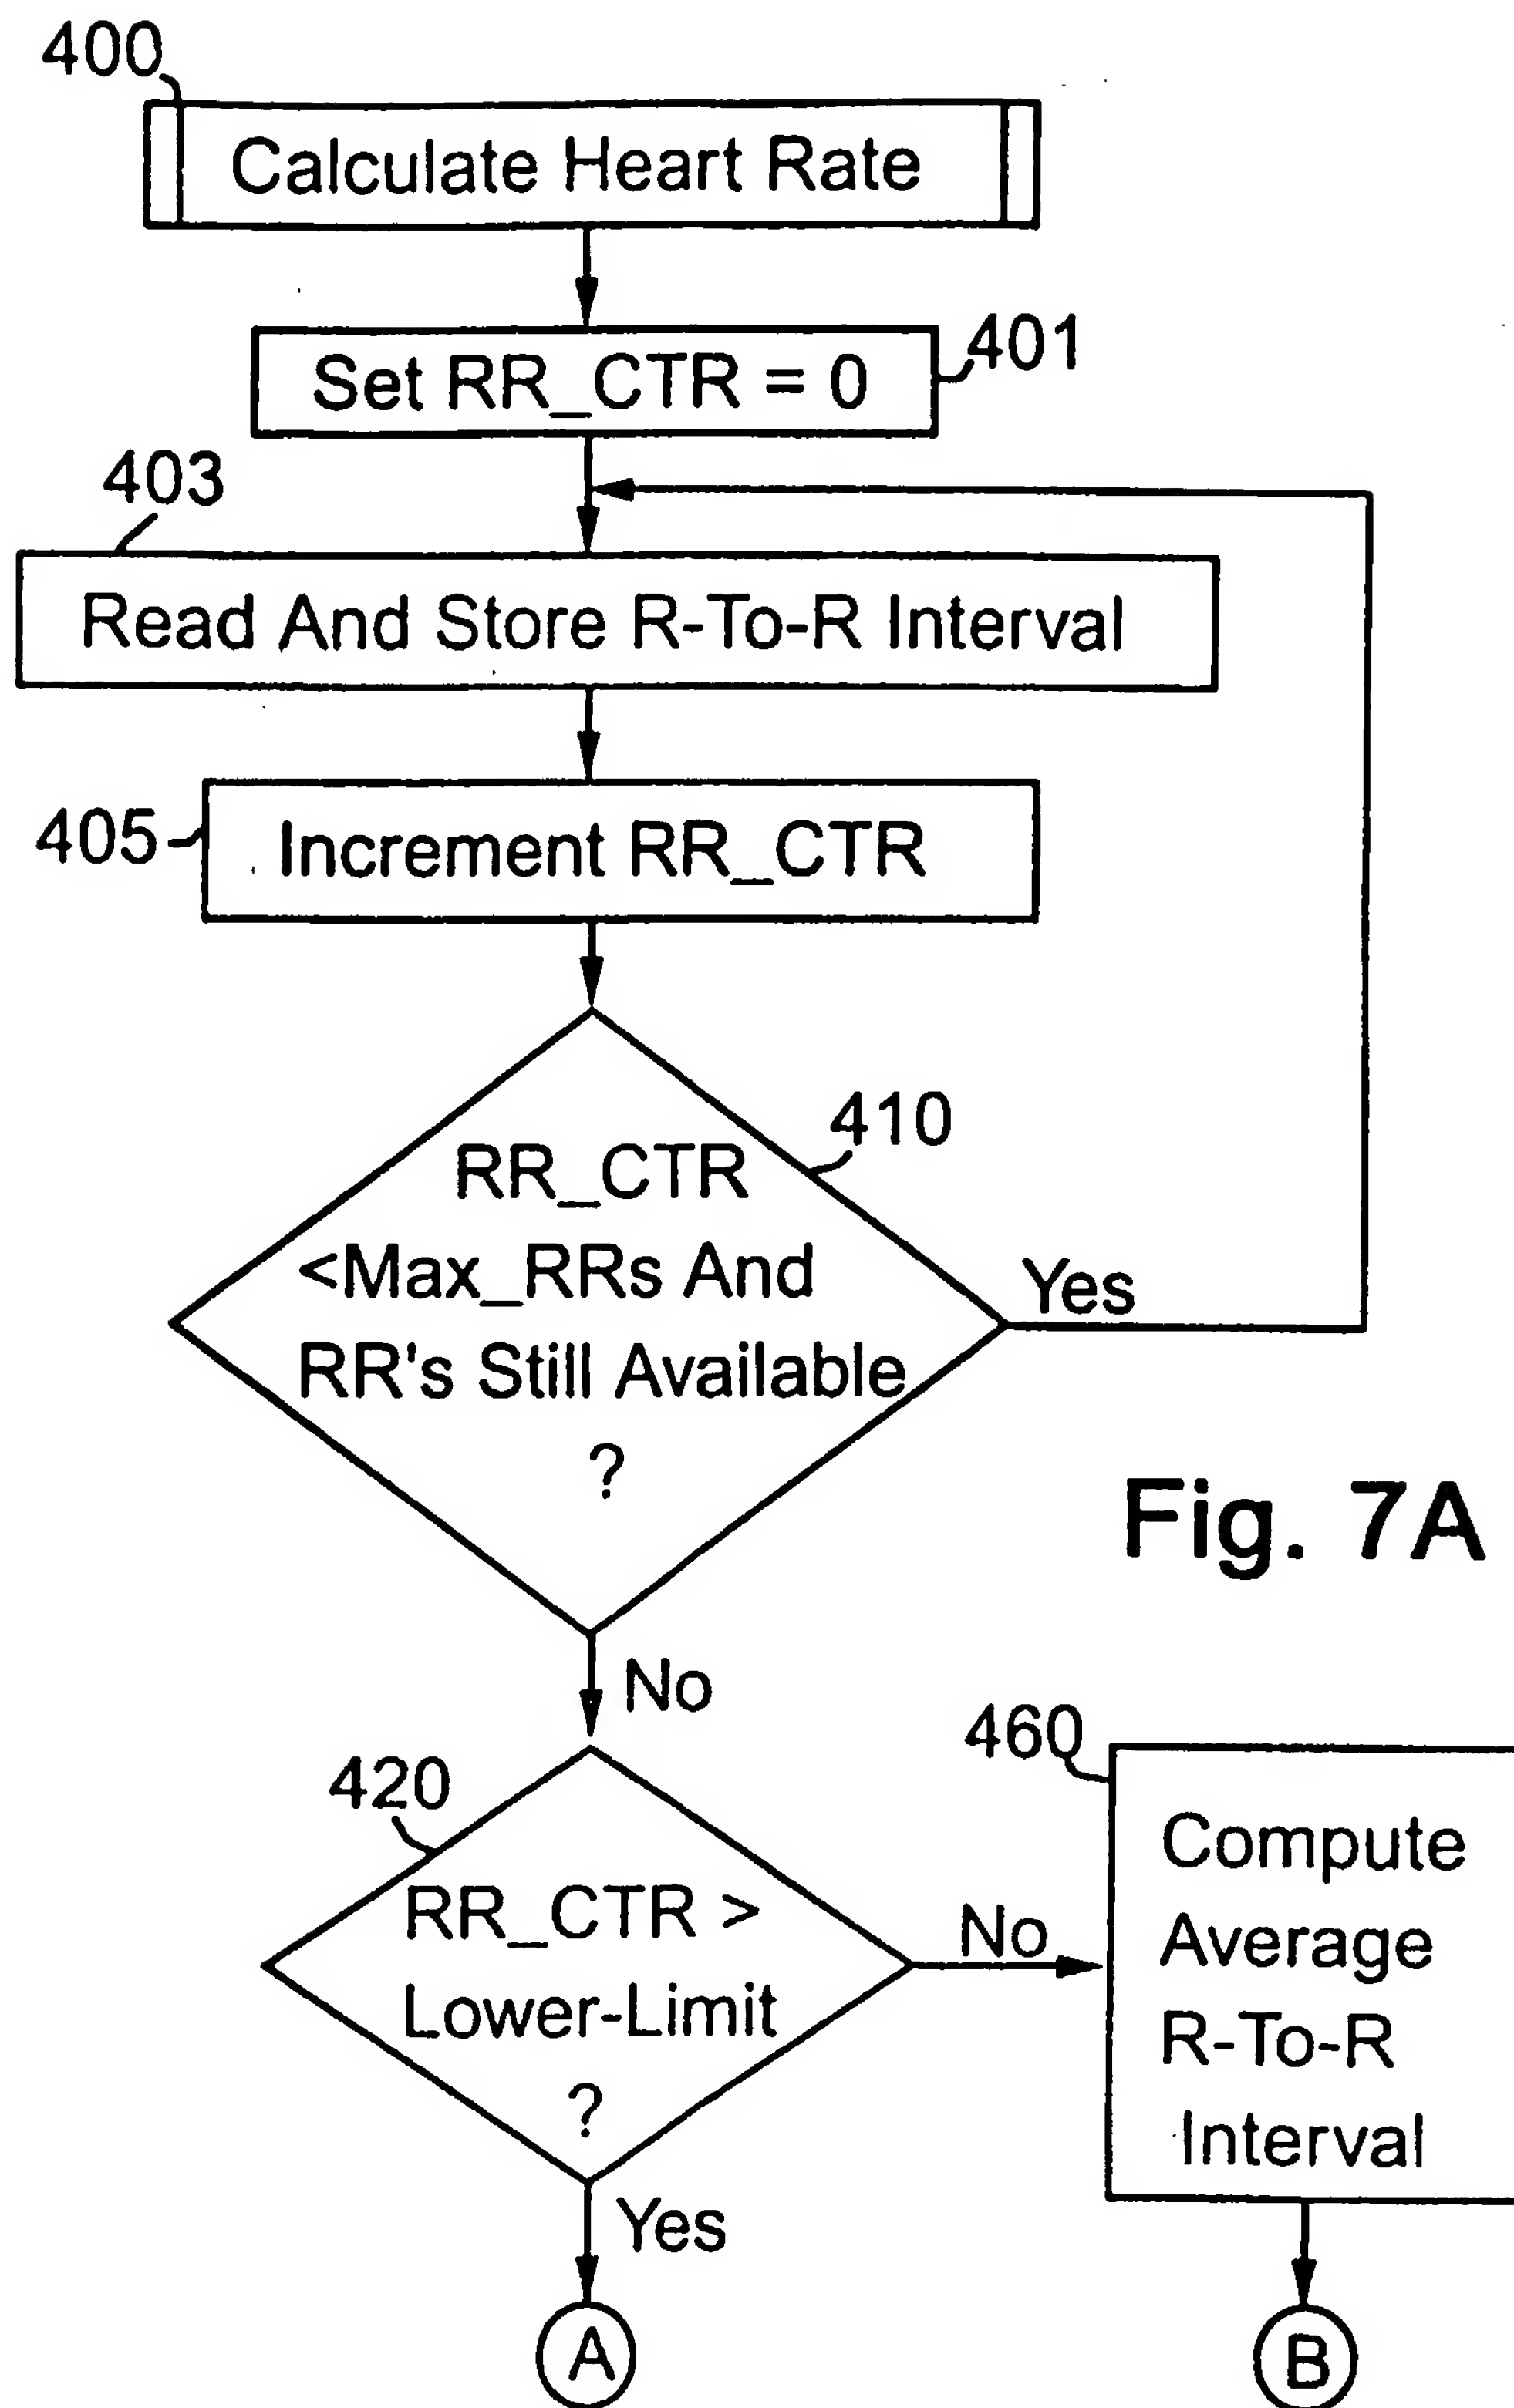 400
Calculate Heart Rate
Set RR_CTR = 0
401
403
Read And Store R-To-R Interval
405
Increment RR_CTR
410
RR_CTR
<Max_RRs And
RR's Still Available
?
Yes
Fig. 7A
No
420
RR_CTR >
Lower-Limit
?
No
460
Compute
Average
R-To-R
Interval
Yes
A
B